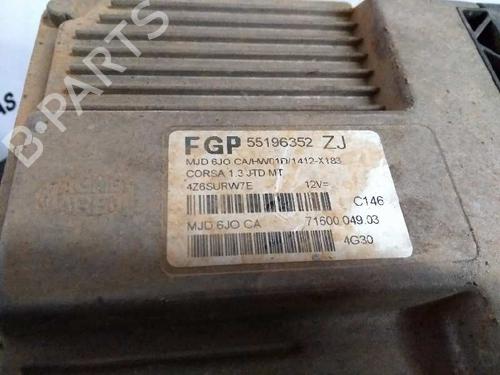 FGP 55196352 ZJ
MJD 6JO CA/HW01D/1412-X183
CORSA 1.3 JTD MT
4Z6SURW7E 12V=
C146
MJD 6JO CA 71600.049.03
4G30
B-PARTS